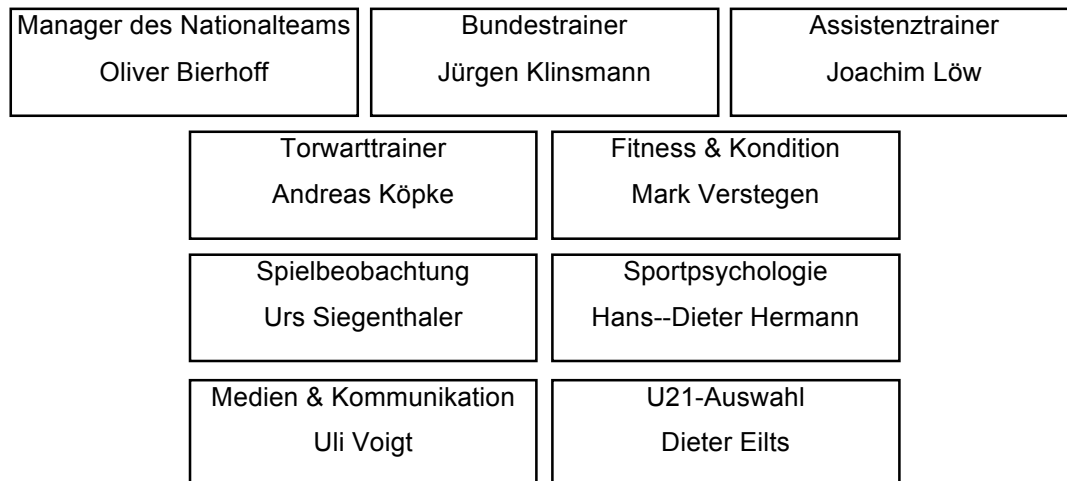 Manager des Nationalteams
Oliver Bierhoff
Bundestrainer
Jürgen Klinsmann
Assistenztrainer
Joachim Löw
Torwarttrainer
Andreas Köpke
Fitness & Kondition
Mark Verstegen
Spielbeobachtung
Urs Siegenthaler
Sportpsychologie
Hans--Dieter Hermann
Medien & Kommunikation
Uli Voigt
U21-Auswahl
Dieter Eilts